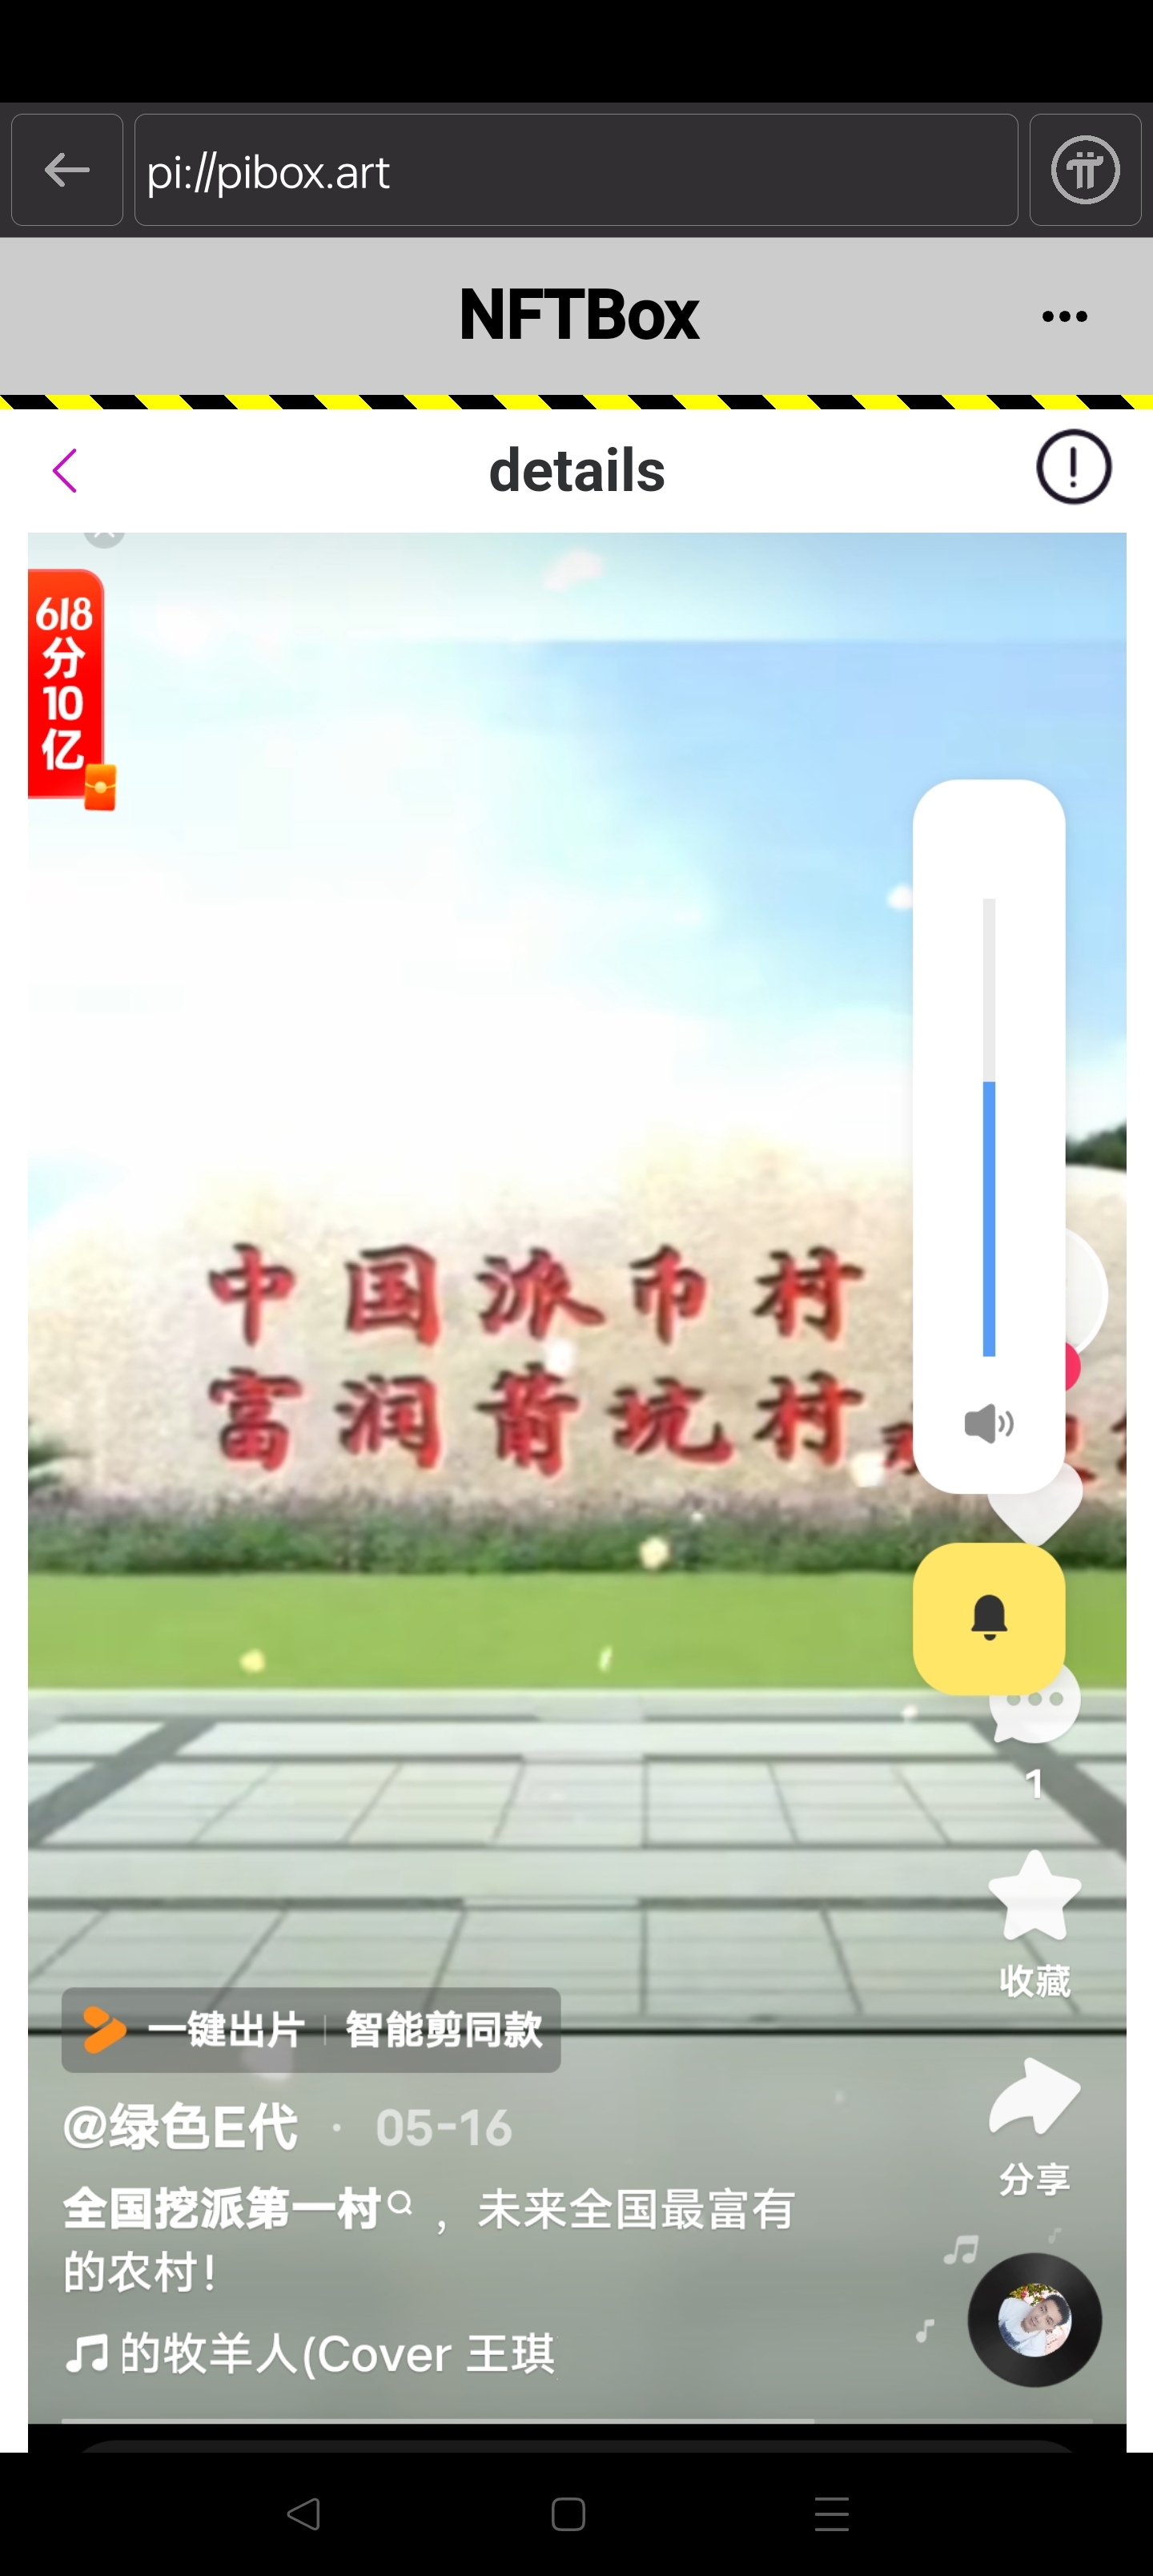 pi://pibox.art
NFTBox
details
618
分
10
亿
中国派币村
富润箭坑村
1
收藏
一键出片 | 智能剪同款
@绿色E代 · 05-16
分享
全国挖派第一村 ，未来全国最富有
的农村！
的牧羊人(Cover 王琪